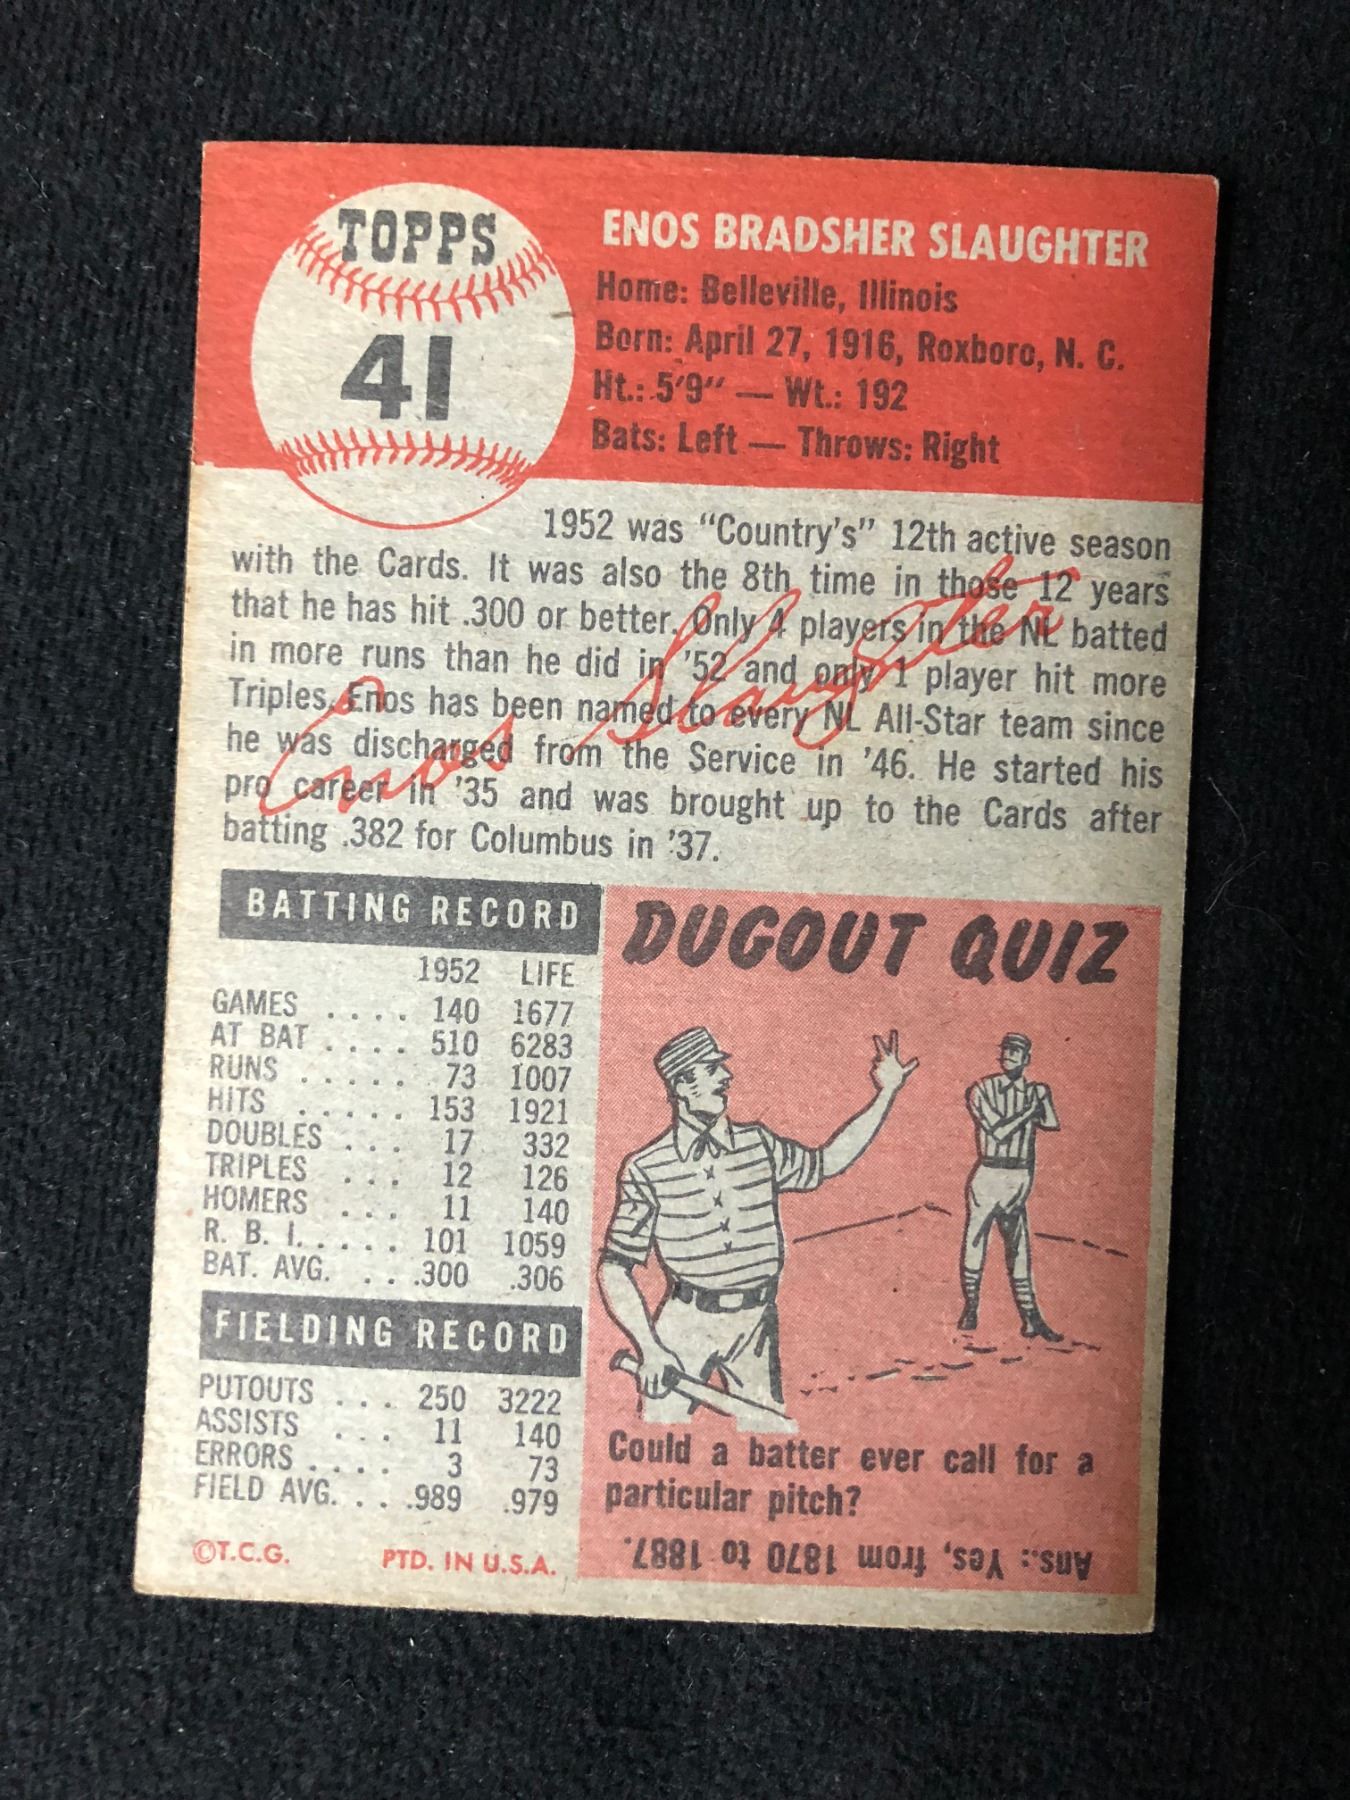 TOPPS
41
ENOS BRADSHER SLAUGHTER
Home: Belleville, Illinois
Born: April 27, 1916, Roxboro, N. C.
Ht.: 5'9" — Wt.: 192
Bats: Left — Throws: Right
1952 was "Country's" 12th active season
with the Cards. It was also the 8th time in those 12 years
that he has hit .300 or better. Only 4 players in the NL batted
in more runs than he did in '52 and only 1 player hit more
Triples. Enos has been named to every NL All-Star team since
he was discharged from the Service in '46. He started his
pro career in '35 and was brought up to the Cards after
batting .382 for Columbus in '37.
Enos Slaughter
BATTING RECORD
1952 LIFE
GAMES . . . . 140 1677
AT BAT . . . . 510 6283
RUNS . . . . . 73 1007
HITS . . . . . 153 1921
DOUBLES . . . 17 332
TRIPLES . . . 12 126
HOMERS . . . 11 140
R. B. I. . . . . 101 1059
BAT. AVG. . . .300 .306
FIELDING RECORD
PUTOUTS . . . 250 3222
ASSISTS . . . 11 140
ERRORS . . . . 3 73
FIELD AVG. . . .989 .979
©T.C.G. PTD. IN U.S.A.
DUGOUT QUIZ
Could a batter ever call for a
particular pitch?
Ans.: Yes, from 1870 to 1887.